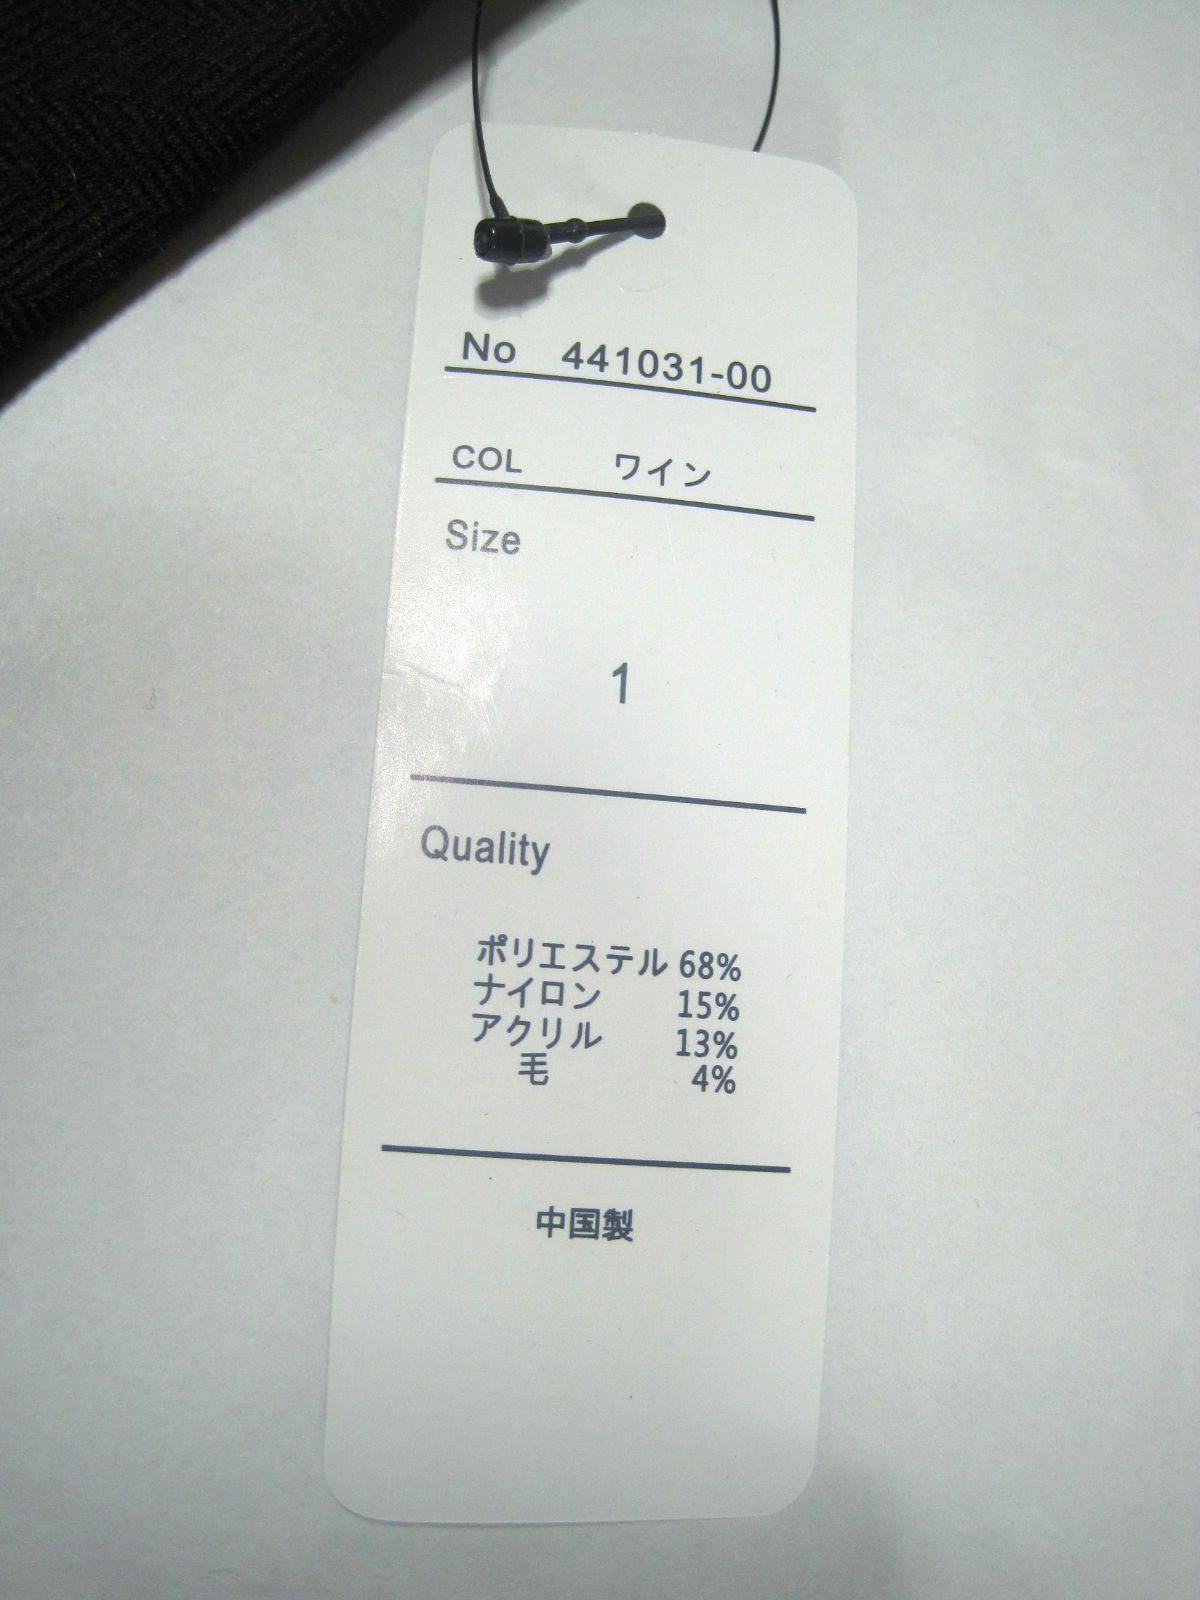 No 441031-00
COL ワイン
Size
1
Quality
ポリエステル 68%
ナイロン 15%
アクリル 13%
毛 4%
中国製